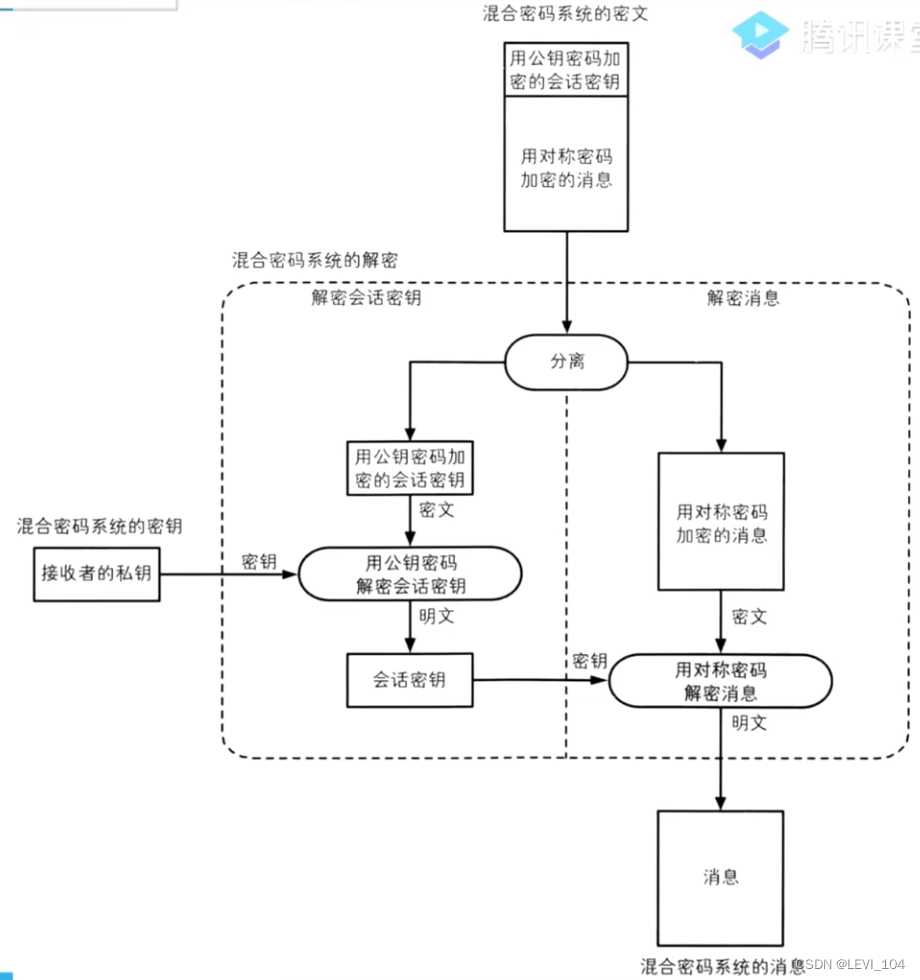 混合密码系统的密文
腾讯课堂
用公钥密码加
密的会话密钥
用对称密码
加密的消息
混合密码系统的解密
解密会话密钥
解密消息
分离
用公钥密码加
密的会话密钥
密文
用对称密码
加密的消息
混合密码系统的密钥
接收者的私钥
密钥
用公钥密码
解密会话密钥
明文
密文
会话密钥
密钥
用对称密码
解密消息
明文
消息
混合密码系统的消息
CSDN @LEVI_104